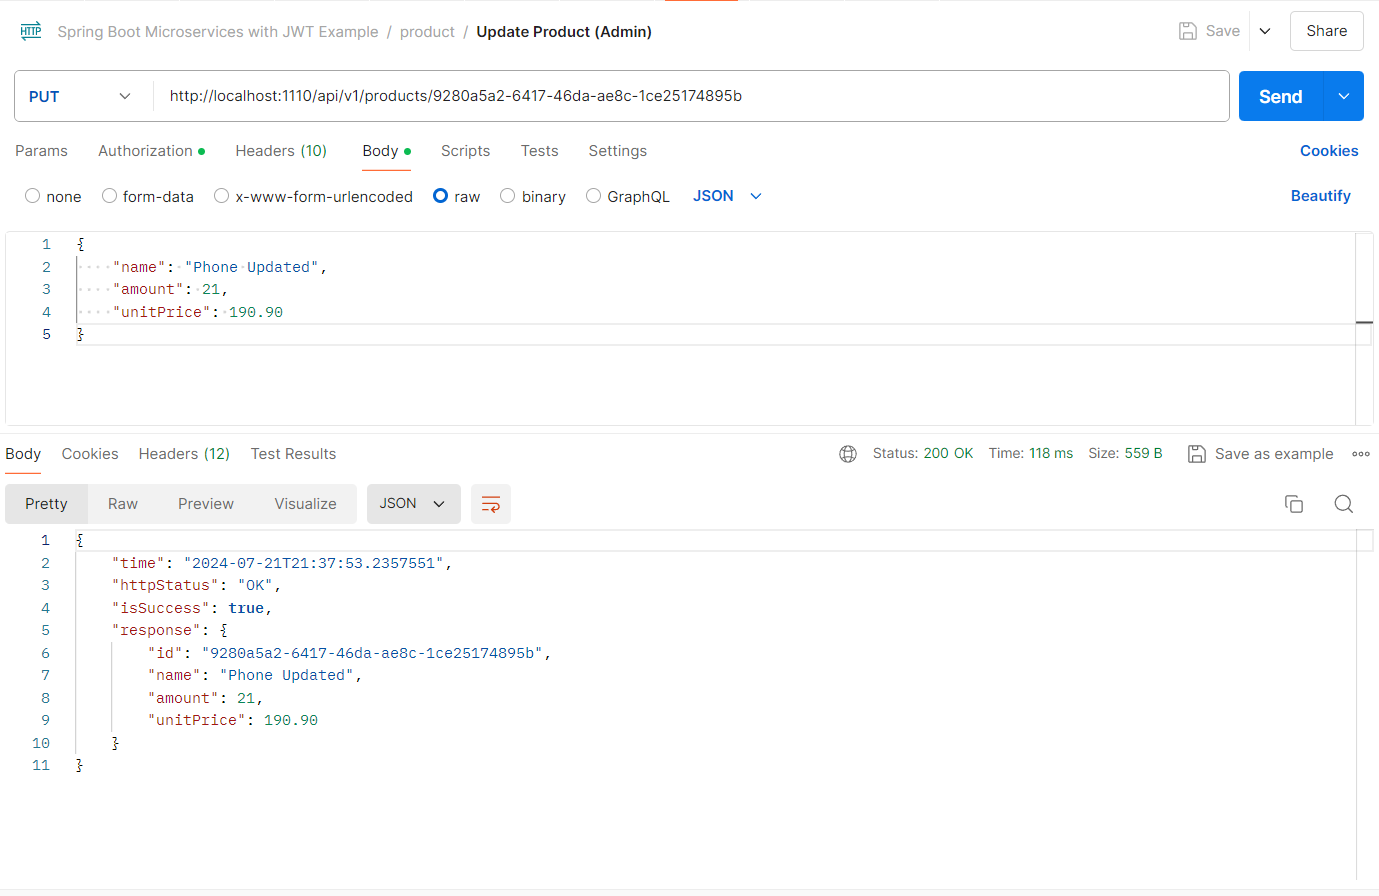 HTTP Spring Boot Microservices with JWT Example / product / Update Product (Admin) Save Share
PUT http://localhost:1110/api/v1/products/9280a5a2-6417-46da-ae8c-1ce25174895b Send
Params Authorization Headers (10) Body Scripts Tests Settings Cookies
none form-data x-www-form-urlencoded raw binary GraphQL JSON Beautify
1 {
2 "name": "Phone Updated",
3 "amount": 21,
4 "unitPrice": 190.90
5 }
Body Cookies Headers (12) Test Results Status: 200 OK Time: 118 ms Size: 559 B Save as example
Pretty Raw Preview Visualize JSON
1 {
2 "time": "2024-07-21T21:37:53.2357551",
3 "httpStatus": "OK",
4 "isSuccess": true,
5 "response": {
6 "id": "9280a5a2-6417-46da-ae8c-1ce25174895b",
7 "name": "Phone Updated",
8 "amount": 21,
9 "unitPrice": 190.90
10 }
11 }